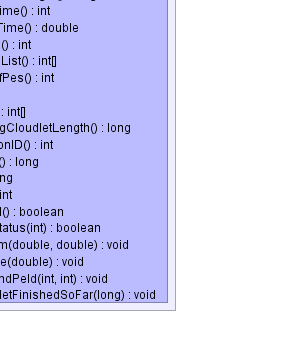 ime() : int
Time() : double
() : int
List() : int[]
fPes() : int
: int[]
gCloudletLength() : long
onID() : int
() : long
ng
int
l() : boolean
tatus(int) : boolean
m(double, double) : void
e(double) : void
ndPeId(int, int) : void
letFinishedSoFar(long) : void